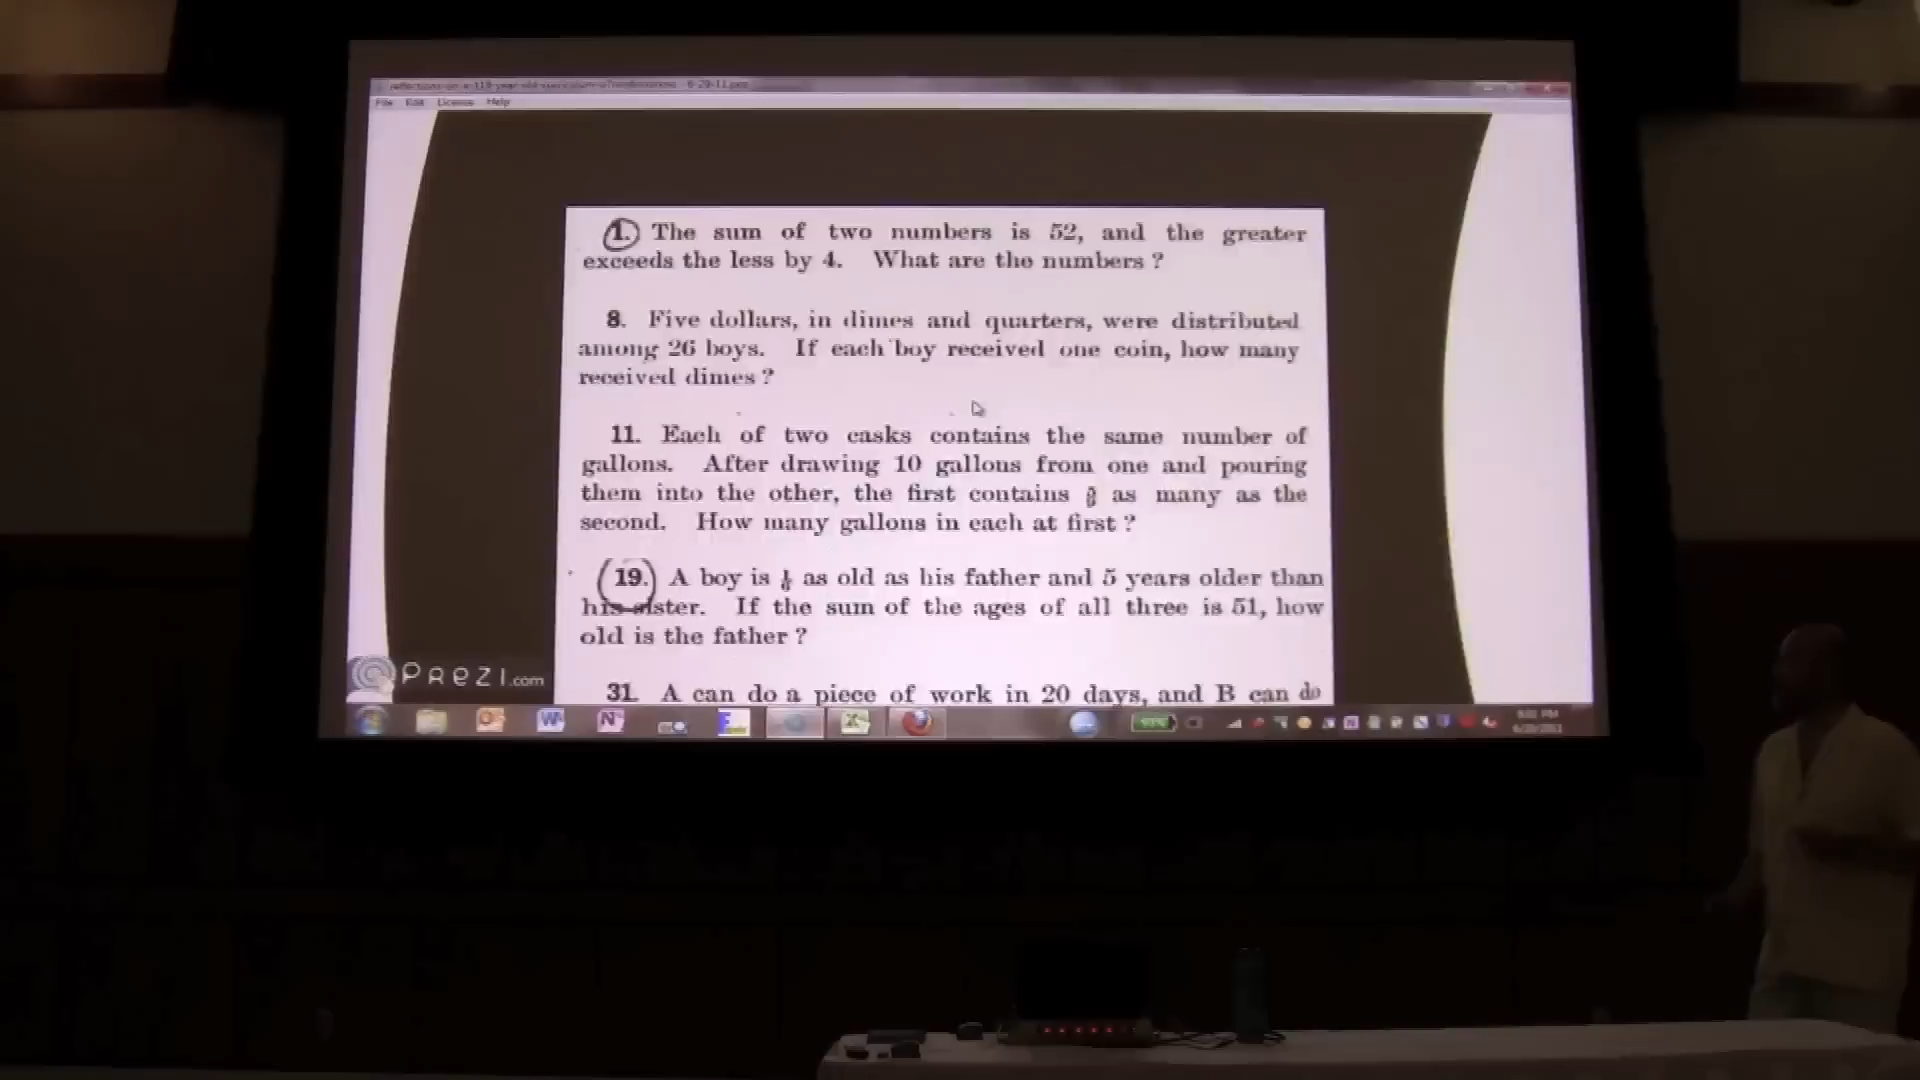 File Edit License Help
1. The sum of two numbers is 52, and the greater
exceeds the less by 4. What are the numbers ?
8. Five dollars, in dimes and quarters, were distributed
among 26 boys. If each boy received one coin, how many
received dimes ?
11. Each of two casks contains the same number of
gallons. After drawing 10 gallons from one and pouring
them into the other, the first contains as many as the
second. How many gallons in each at first ?
19. A boy is as old as his father and 5 years older than
his sister. If the sum of the ages of all three is 51, how
old is the father ?
31. A can do a piece of work in 20 days, and B can do
Prezi.com